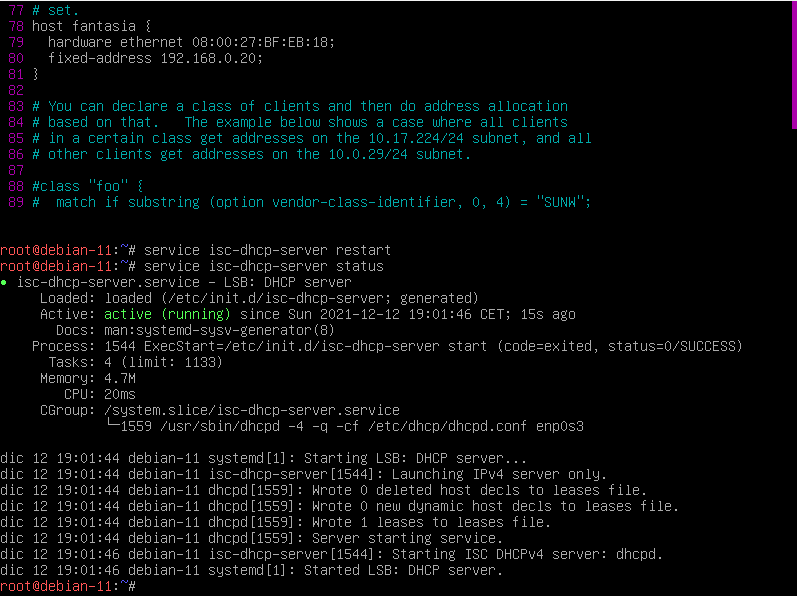 77 # set.
78 host fantasia {
79   hardware ethernet 08:00:27:BF:EB:18;
80   fixed-address 192.168.0.20;
81 }
82
83 # You can declare a class of clients and then do address allocation
84 # based on that.   The example below shows a case where all clients
85 # in a certain class get addresses on the 10.17.224/24 subnet, and all
86 # other clients get addresses on the 10.0.29/24 subnet.
87
88 #class "foo" {
89 #  match if substring (option vendor-class-identifier, 0, 4) = "SUNW";
root@debian-11:~# service isc-dhcp-server restart
root@debian-11:~# service isc-dhcp-server status
● isc-dhcp-server.service - LSB: DHCP server
     Loaded: loaded (/etc/init.d/isc-dhcp-server; generated)
     Active: active (running) since Sun 2021-12-12 19:01:46 CET; 15s ago
       Docs: man:systemd-sysv-generator(8)
    Process: 1544 ExecStart=/etc/init.d/isc-dhcp-server start (code=exited, status=0/SUCCESS)
      Tasks: 4 (limit: 1133)
     Memory: 4.7M
        CPU: 20ms
     CGroup: /system.slice/isc-dhcp-server.service
             └─1559 /usr/sbin/dhcpd -4 -q -cf /etc/dhcp/dhcpd.conf enp0s3
dic 12 19:01:44 debian-11 systemd[1]: Starting LSB: DHCP server...
dic 12 19:01:44 debian-11 isc-dhcp-server[1544]: Launching IPv4 server only.
dic 12 19:01:44 debian-11 dhcpd[1559]: Wrote 0 deleted host decls to leases file.
dic 12 19:01:44 debian-11 dhcpd[1559]: Wrote 0 new dynamic host decls to leases file.
dic 12 19:01:44 debian-11 dhcpd[1559]: Wrote 1 leases to leases file.
dic 12 19:01:44 debian-11 dhcpd[1559]: Server starting service.
dic 12 19:01:46 debian-11 isc-dhcp-server[1544]: Starting ISC DHCPv4 server: dhcpd.
dic 12 19:01:46 debian-11 systemd[1]: Started LSB: DHCP server.
root@debian-11:~#